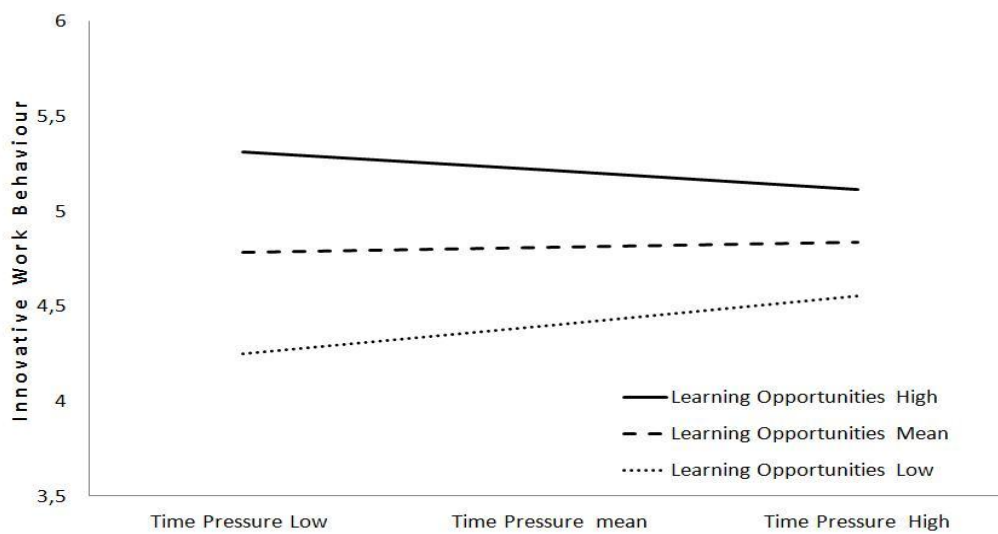 6
5,5
5
4,5
4
3,5
Innovative Work Behaviour
Learning Opportunities High
Learning Opportunities Mean
Learning Opportunities Low
Time Pressure Low
Time Pressure mean
Time Pressure High